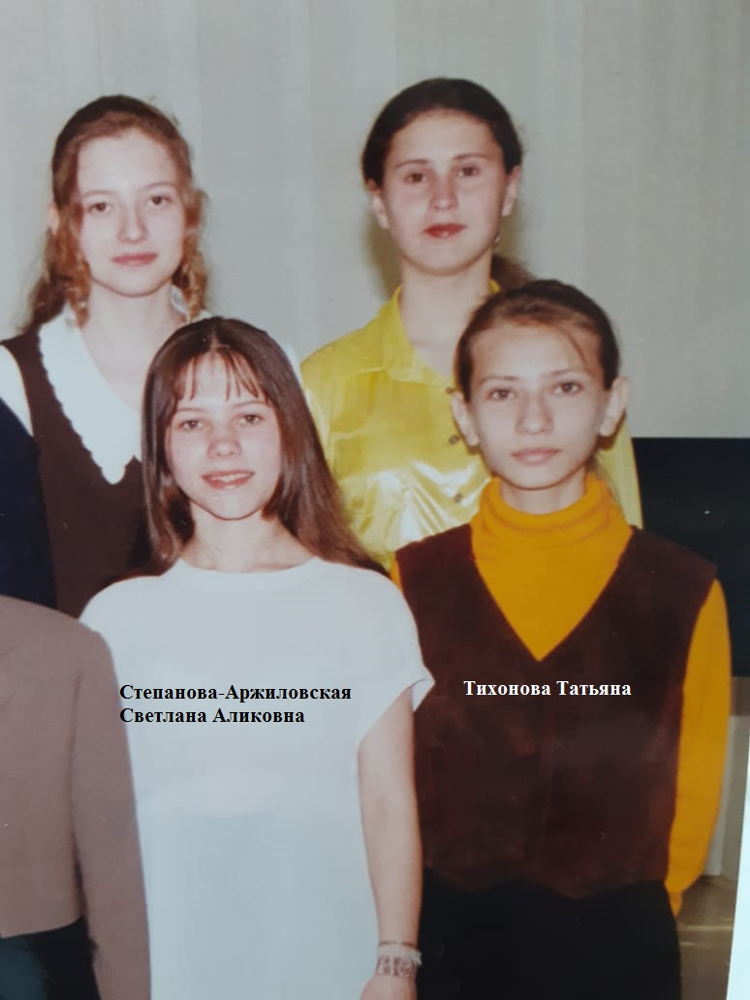 Степанова-Аржиловская
Светлана Аликовна
Тихонова Татьяна